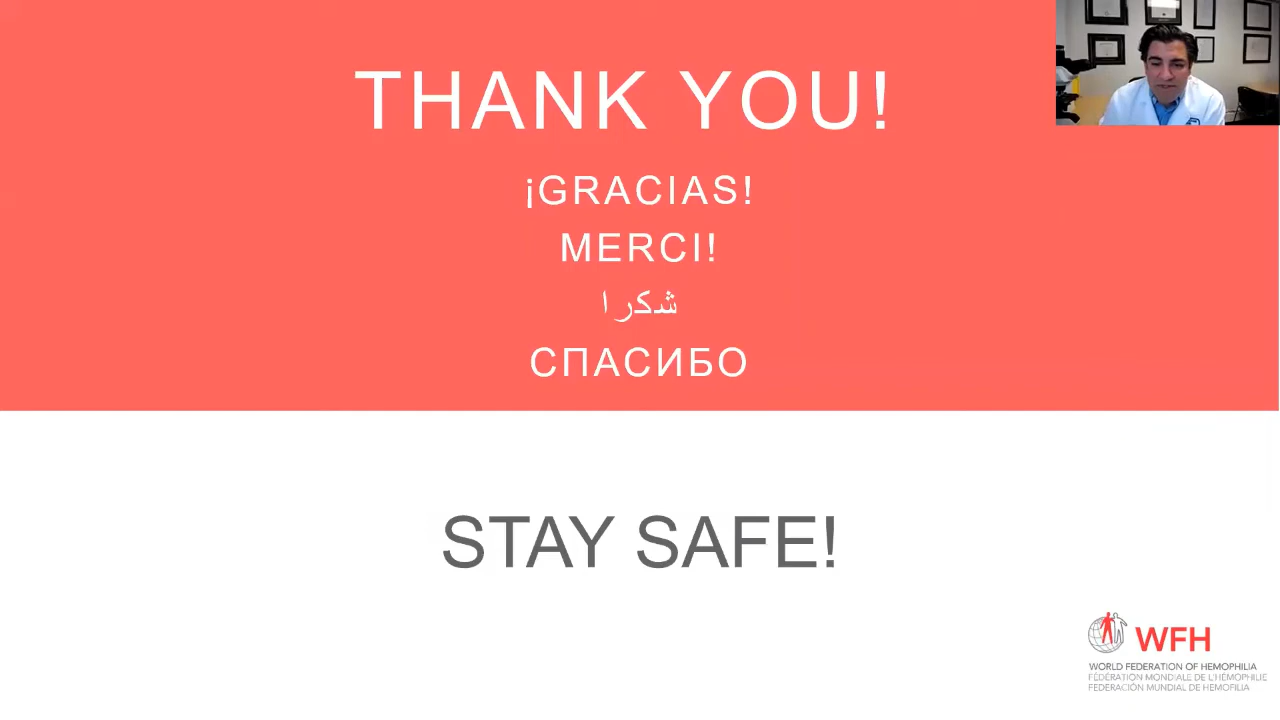 THANK YOU!
¡GRACIAS!
MERCI!
شكرا
СПАСИБО
STAY SAFE!
WFH
WORLD FEDERATION OF HEMOPHILIA
FÉDÉRATION MONDIALE DE L'HÉMOPHILIE
FEDERACIÓN MUNDIAL DE HEMOFILIA